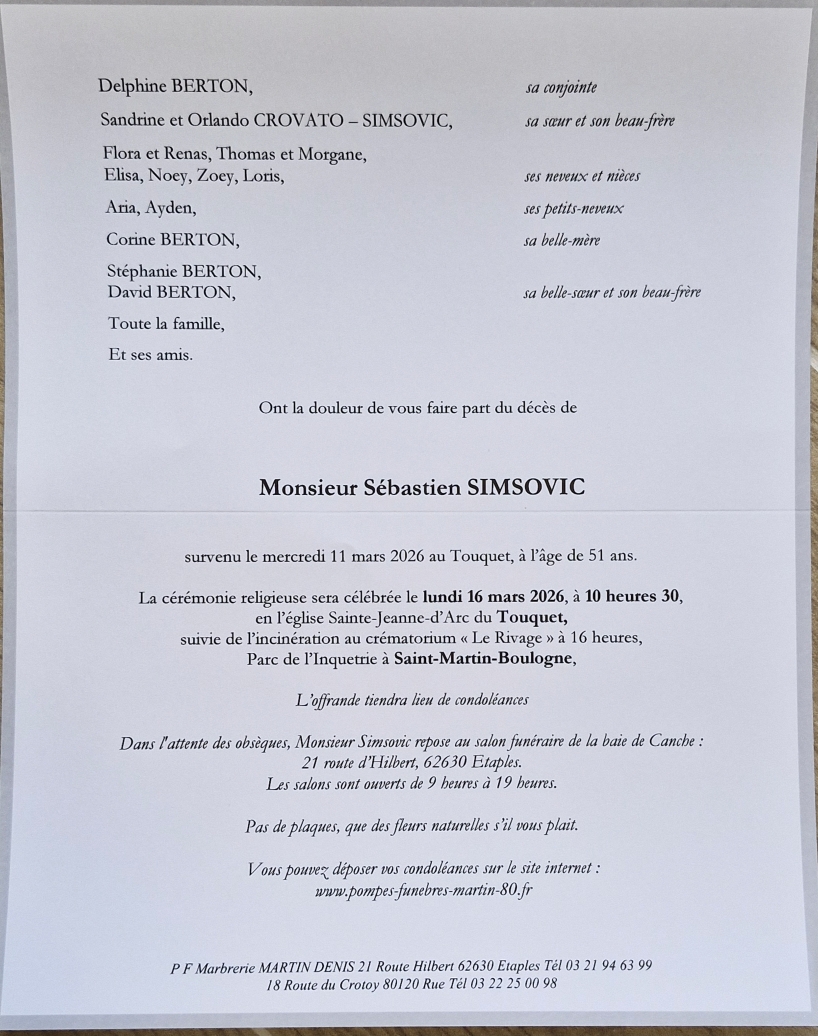 Delphine BERTON, sa conjointe
Sandrine et Orlando CROVATO – SIMSOVIC, sa sœur et son beau-frère
Flora et Renas, Thomas et Morgane,
Elisa, Noey, Zoey, Loris, ses neveux et nièces
Aria, Ayden, ses petits-neveux
Corine BERTON, sa belle-mère
Stéphanie BERTON,
David BERTON, sa belle-sœur et son beau-frère
Toute la famille,
Et ses amis.
Ont la douleur de vous faire part du décès de
Monsieur Sébastien SIMSOVIC
survenu le mercredi 11 mars 2026 au Touquet, à l'âge de 51 ans.
La cérémonie religieuse sera célébrée le lundi 16 mars 2026, à 10 heures 30,
en l'église Sainte-Jeanne-d'Arc du Touquet,
suivie de l'incinération au crématorium « Le Rivage » à 16 heures,
Parc de l'Inquetrie à Saint-Martin-Boulogne,
L'offrande tiendra lieu de condoléances
Dans l'attente des obsèques, Monsieur Simsovic repose au salon funéraire de la baie de Canche :
21 route d'Hilbert, 62630 Etaples.
Les salons sont ouverts de 9 heures à 19 heures.
Pas de plaques, que des fleurs naturelles s'il vous plait.
Vous pouvez déposer vos condoléances sur le site internet :
www.pompes-funebres-martin-80.fr
P F Marbrerie MARTIN DENIS 21 Route Hilbert 62630 Etaples Tél 03 21 94 63 99
18 Route du Crotoy 80120 Rue Tél 03 22 25 00 98